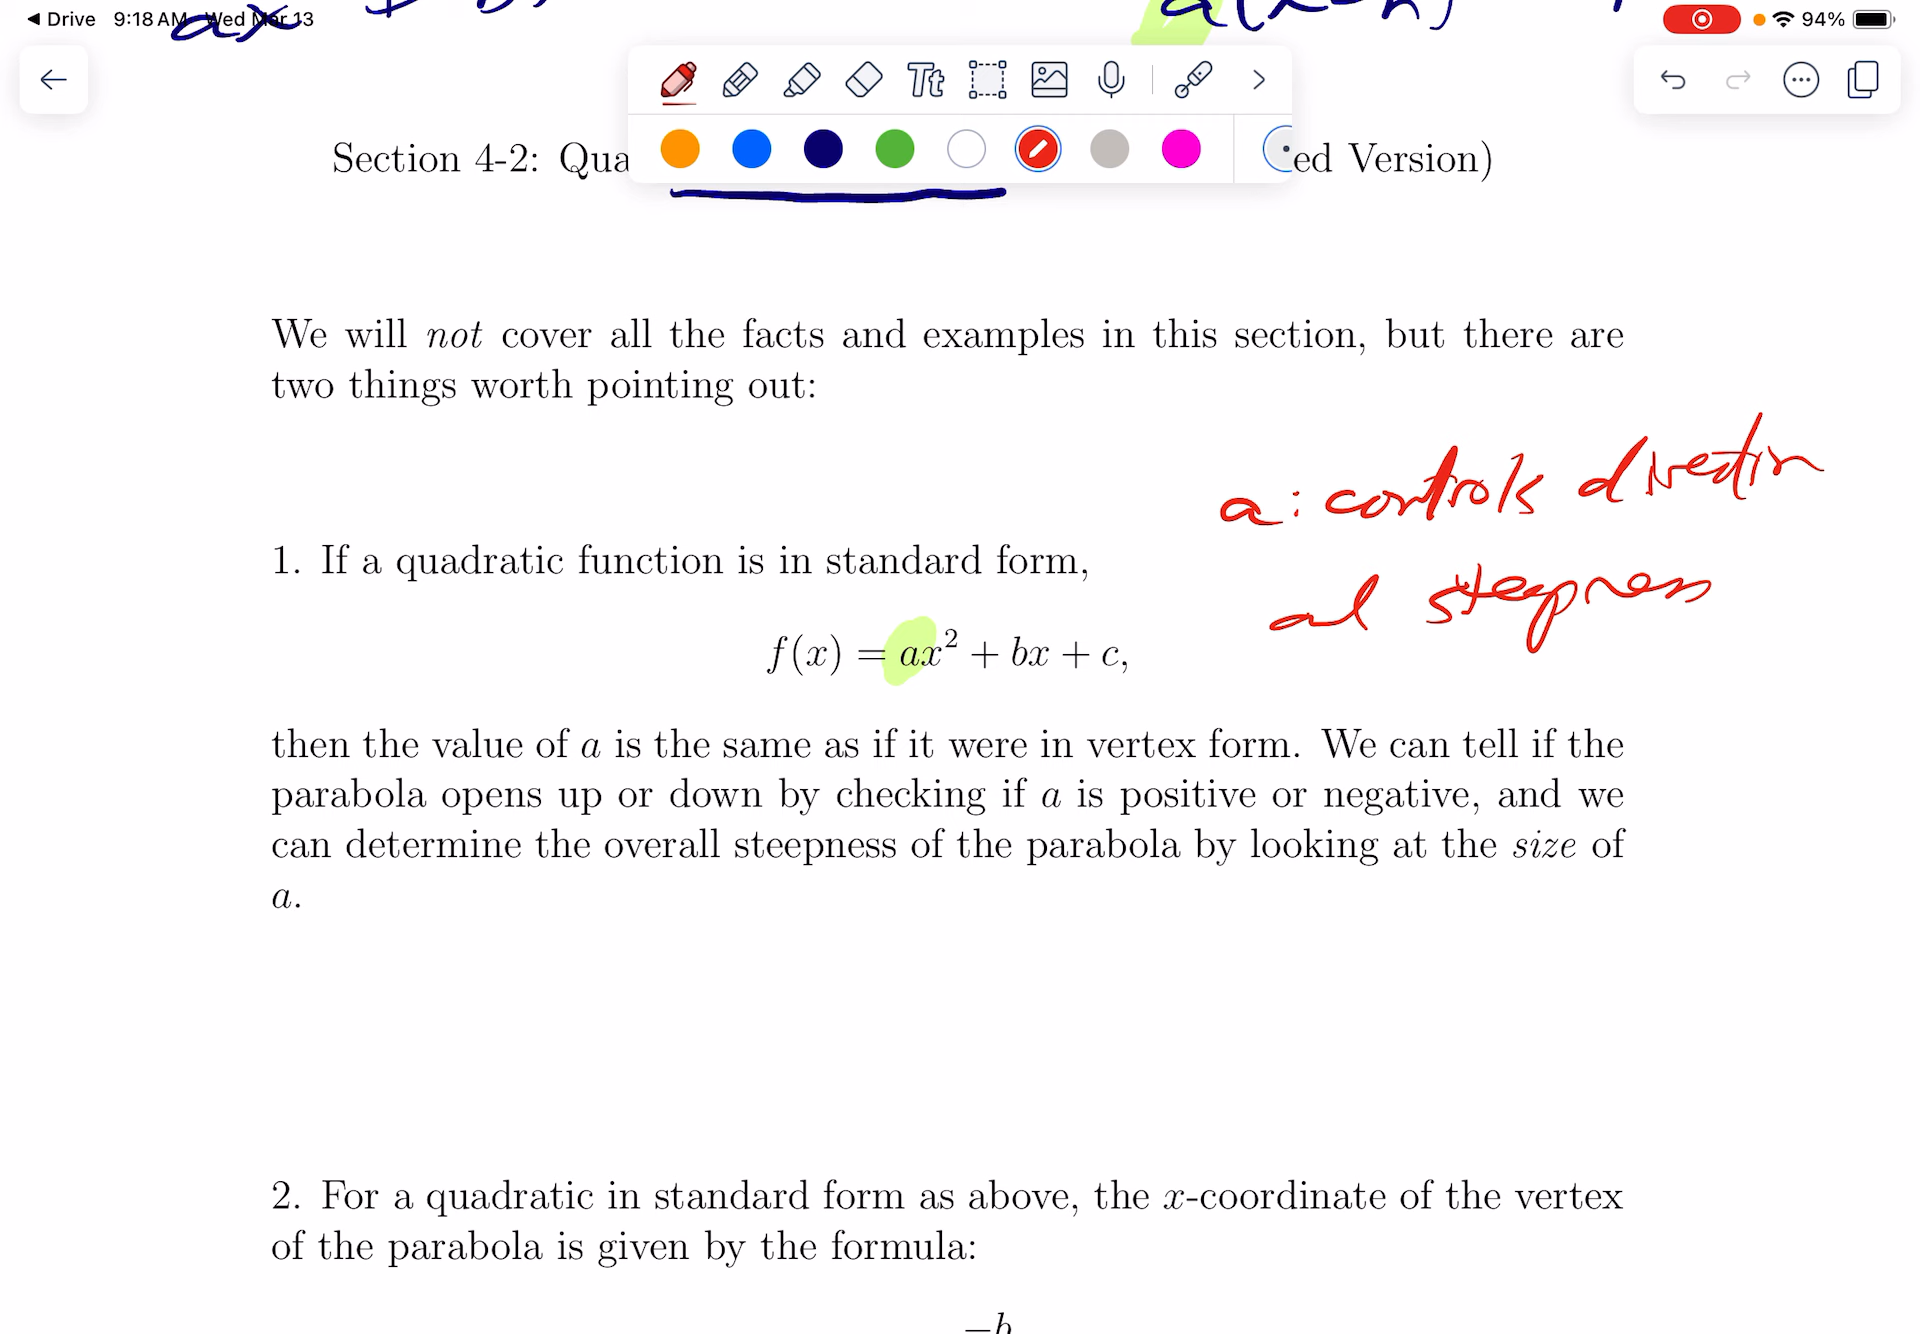 ◀ Drive 9:18 AM Wed Mar 13 94%
Tt
Section 4-2: Qua ed Version)
We will not cover all the facts and examples in this section, but there are
two things worth pointing out:
a: controls direction
and steepness
1. If a quadratic function is in standard form,
f(x) = ax² + bx + c,
then the value of a is the same as if it were in vertex form. We can tell if the
parabola opens up or down by checking if a is positive or negative, and we
can determine the overall steepness of the parabola by looking at the size of
a.
2. For a quadratic in standard form as above, the x-coordinate of the vertex
of the parabola is given by the formula:
−b